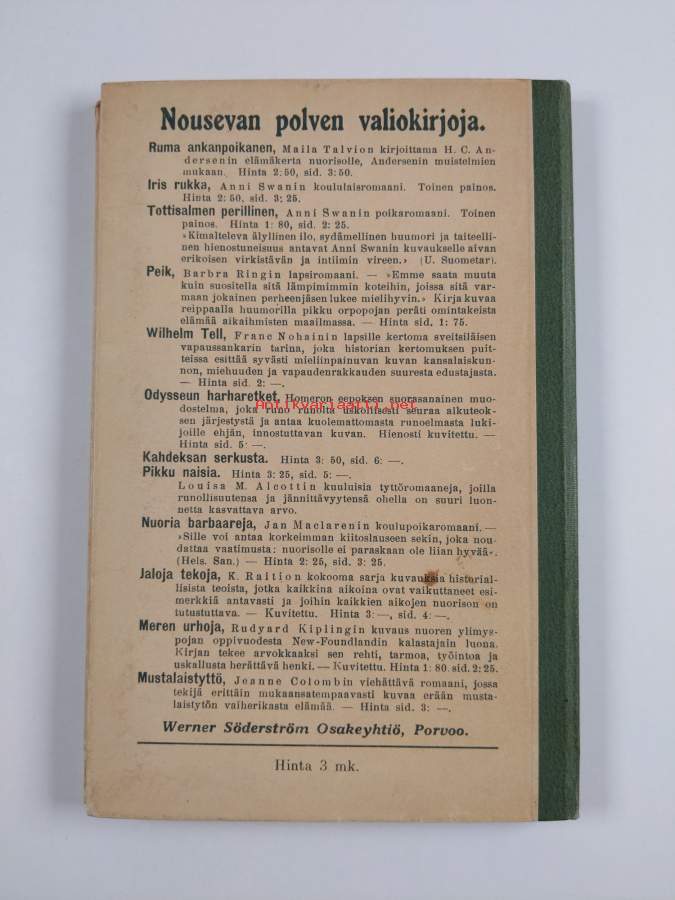 Nousevan polven valiokirjoja.
Ruma ankanpoikanen, Maila Talvion kirjoittama H. C. An-
dersenin elämäkerta nuorisolle, Andersenin muistelmien
mukaan. Hinta 2:50, sid. 3:50.
Iris rukka, Anni Swanin koululaisromaani. Toinen painos.
Hinta 2: 50, sid. 3: 25.
Tottisalmen perillinen, Anni Swanin poikaromaani. Toinen
painos. Hinta 1: 80, sid. 2: 25.
»Kimalteleva älyllinen ilo, sydämellinen huumori ja taiteelli-
nen hienostuneisuus antavat Anni Swanin kuvaukselle aivan
erikoisen virkistävän ja intiimin vireen.» (U. Suometar).
Peik, Barbra Ringin lapsiromaani. — »Emme saata muuta
kuin suositella sitä lämpimimmin koteihin, joissa sitä var-
maan jokainen perheenjäsen lukee mielihyvin.» Kirja kuvaa
reippaalla huumorilla pikku orpopojan peräti omintakeista
elämää aikaihmisten maailmassa. — Hinta sid. 1: 75.
Wilhelm Tell, Franc Nohainin lapsille kertoma sveitsiläisen
vapaussankarin tarina, joka historian kertomuksen puit-
teissa esittää syvästi mieliinpainuvan kuvan kansalaiskun-
non, miehuuden ja vapaudenrakkauden suuresta edustajasta.
— Hinta sid. 2: —.
Odysseun harharetket, Homeron eepoksen suorasanainen muo-
dostelma, joka runo runolta uskollisesti seuraa alkuteok-
sen järjestystä ja antaa kuolemattomasta runoelmasta luki-
joille ehjän, innostuttavan kuvan. Hienosti kuvitettu. —
Hinta sid. 5: —.
Antikvariaatti.net
Kahdeksan serkusta. Hinta 3: 50, sid. 6: —.
Pikku naisia. Hinta 3: 25, sid. 5: —.
Louisa M. Alcottin kuuluisia tyttöromaaneja, joilla
runollisuutensa ja jännittävyytensä ohella on suuri luon-
netta kasvattava arvo.
Nuoria barbaareja, Jan Maclarenin koulupoikaromaani. —
»Sille voi antaa korkeimman kiitoslauseen sekin, joka nou-
dattaa vaatimusta: nuorisolle ei paraskaan ole liian hyvää».
(Hels. San.) — Hinta 2: 25, sid. 3: 25.
Jaloja tekoja, K. Raition kokooma sarja kuvauksia historial-
lisista teoista, jotka kaikkina aikoina ovat vaikuttaneet esi-
merkkiä antavasti ja joihin kaikkien aikojen nuorison on
tutustuttava. — Kuvitettu. Hinta 3: —, sid. 4: —.
Meren urhoja, Rudyard Kiplingin kuvaus nuoren ylimys-
pojan oppivuodesta New-Foundlandin kalastajain luona.
Kirjan tekee arvokkaaksi sen rehti, tarmoa, työintoa ja
uskallusta herättävä henki. — Kuvitettu. Hinta 1: 80. sid. 2: 25.
Mustalaistyttö, Jeanne Colombin viehättävä romaani, jossa
tekijä erittäin mukaansatempaavasti kuvaa erään musta-
laistytön vaiherikasta elämää. — Hinta sid. 3: —.
Werner Söderström Osakeyhtiö, Porvoo.
Hinta 3 mk.